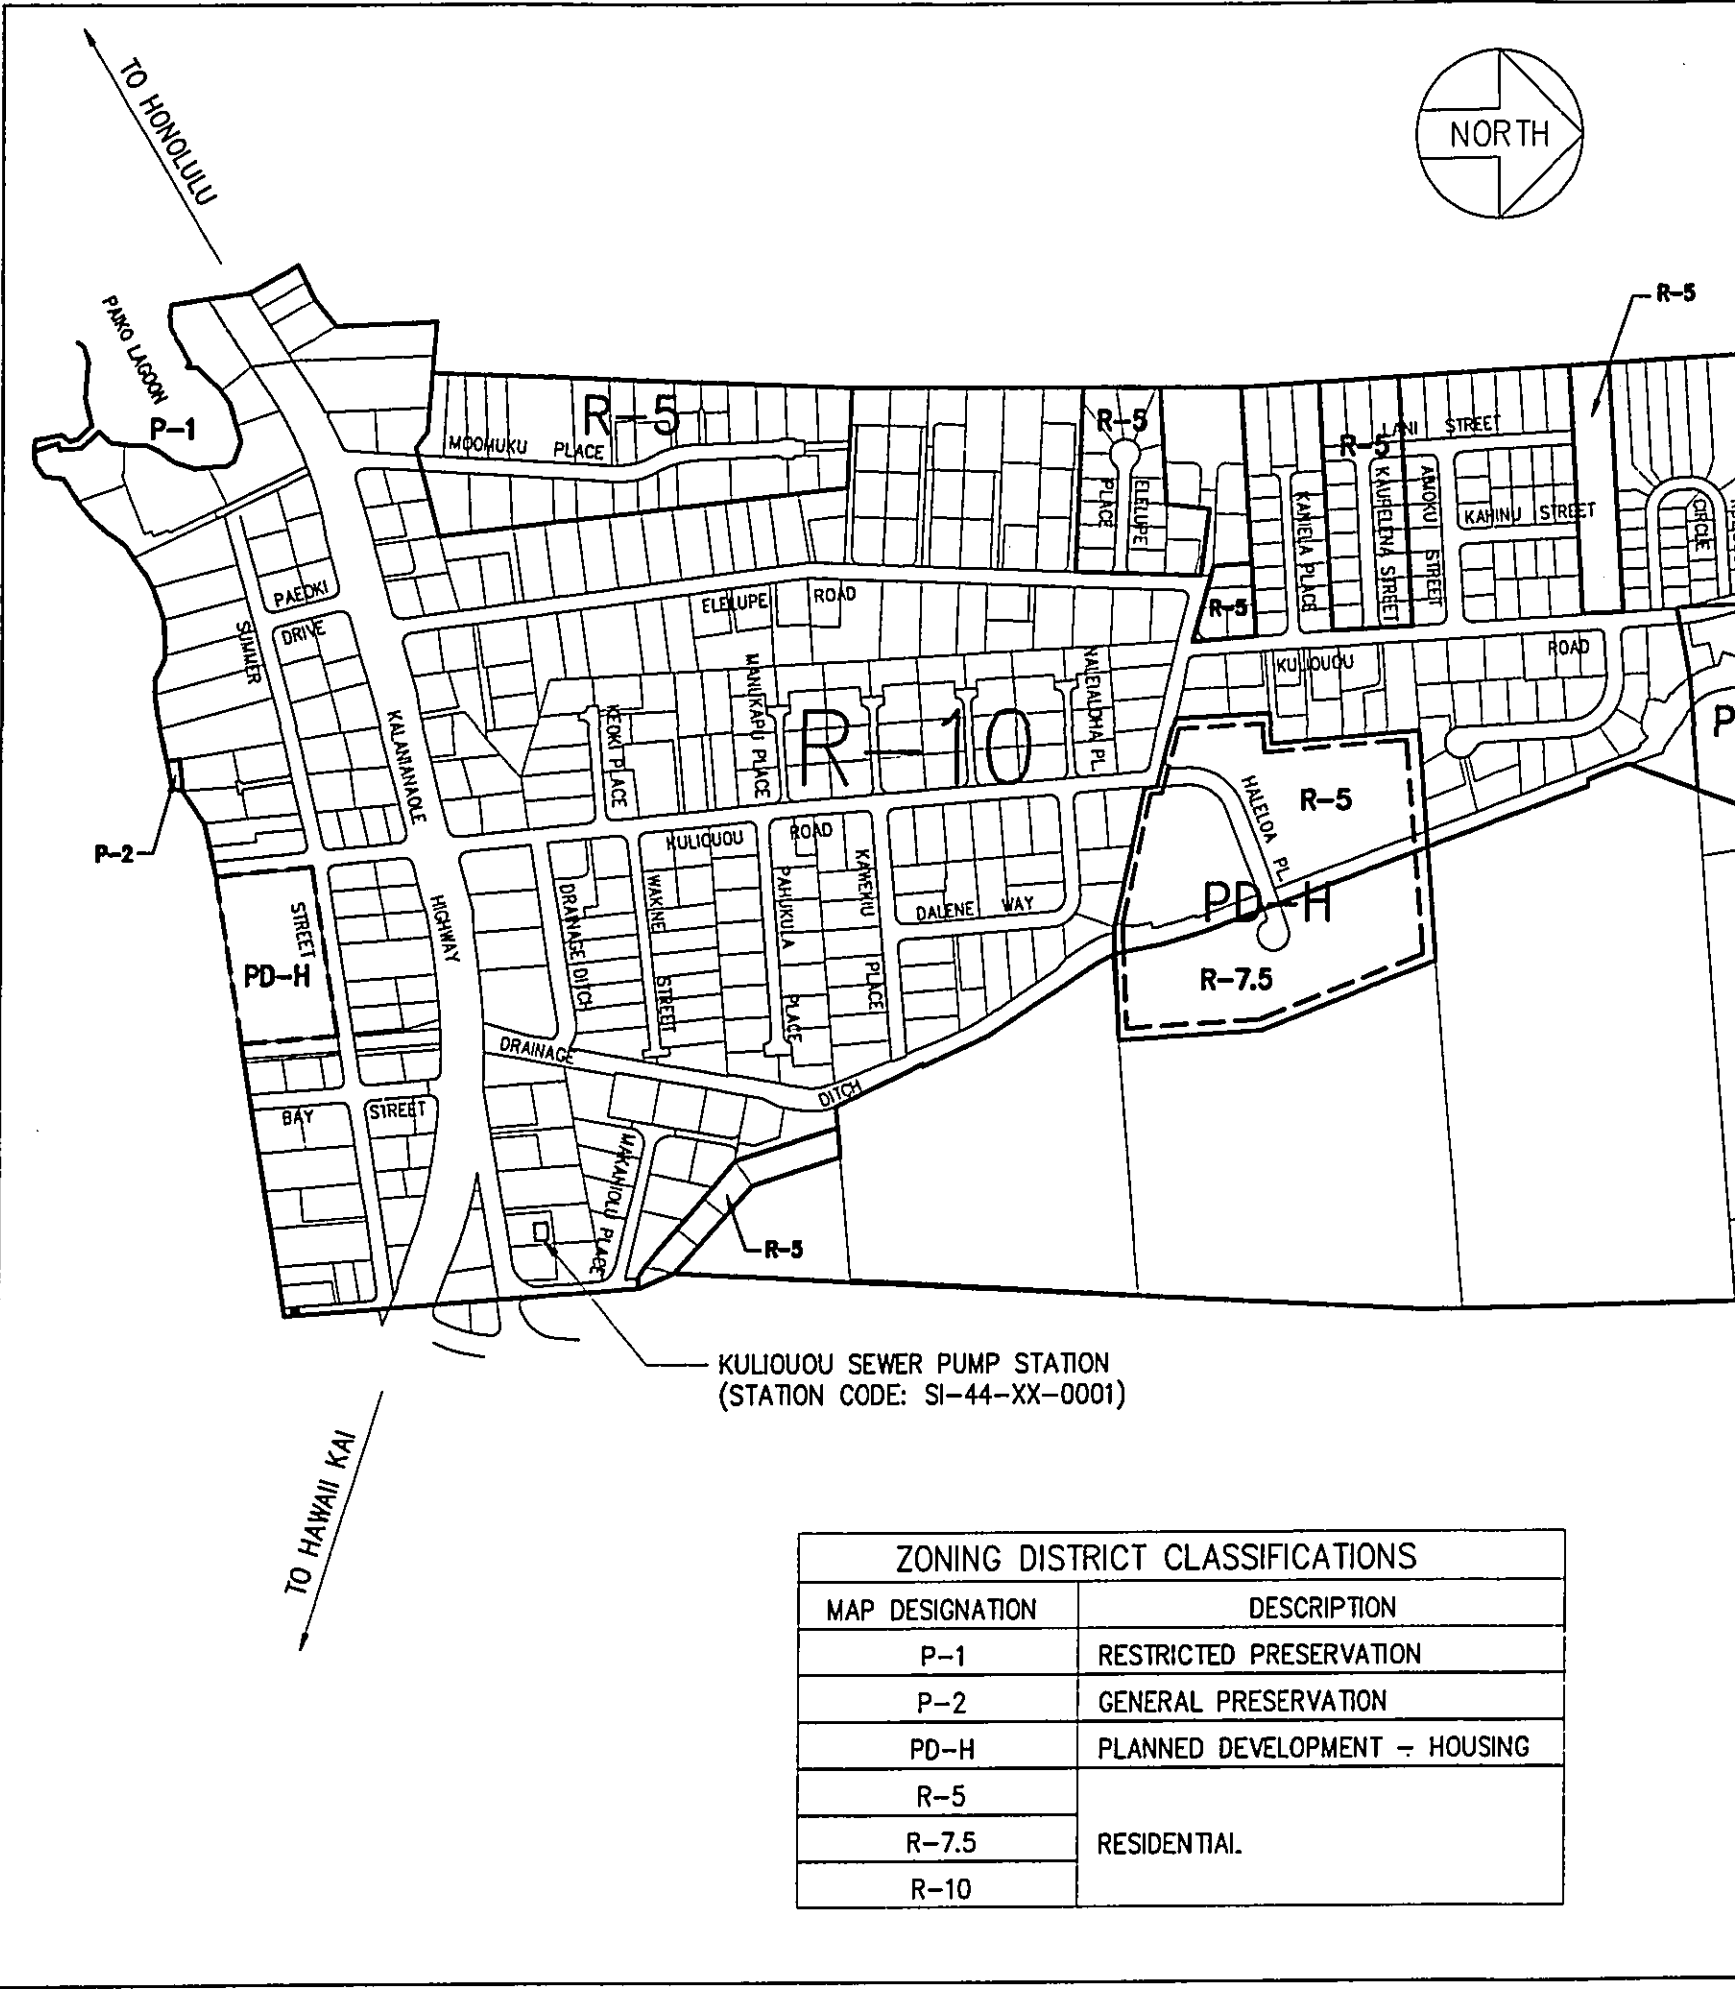 TO HONOLULU
NORTH
R-5
PAIKO LAGOON
P-1
R-5
MOOHUKU PLACE
R-5
ELELUPE
PLACE
R-5
LANI STREET
KANIELA PLACE
KAUPELENA STREET
AMOKU STREET
KAHINU STREET
CIRCLE
PAEOKI
DRIVE
SUMMER
STREET
ELELUPE ROAD
R-5
KULIOUOU ROAD
P
KALANIANAOLE
HIGHWAY
KEOKI PLACE
MANUKAPU PLACE
R-10
NALEIALOHA PL.
HALELOA PL.
R-5
PD-H
R-7.5
P-2
PD-H
KULIOUOU ROAD
DRAINAGE DITCH
WAKINE STREET
PAHUKULA PLACE
KAWEKIU PLACE
DALENE WAY
DRAINAGE DITCH
BAY STREET
MAKANIOLU PLACE
R-5
KULIOUOU SEWER PUMP STATION
(STATION CODE: SI-44-XX-0001)
TO HAWAII KAI
ZONING DISTRICT CLASSIFICATIONS
MAP DESIGNATION DESCRIPTION
P-1 RESTRICTED PRESERVATION
P-2 GENERAL PRESERVATION
PD-H PLANNED DEVELOPMENT - HOUSING
R-5
R-7.5 RESIDENTIAL
R-10